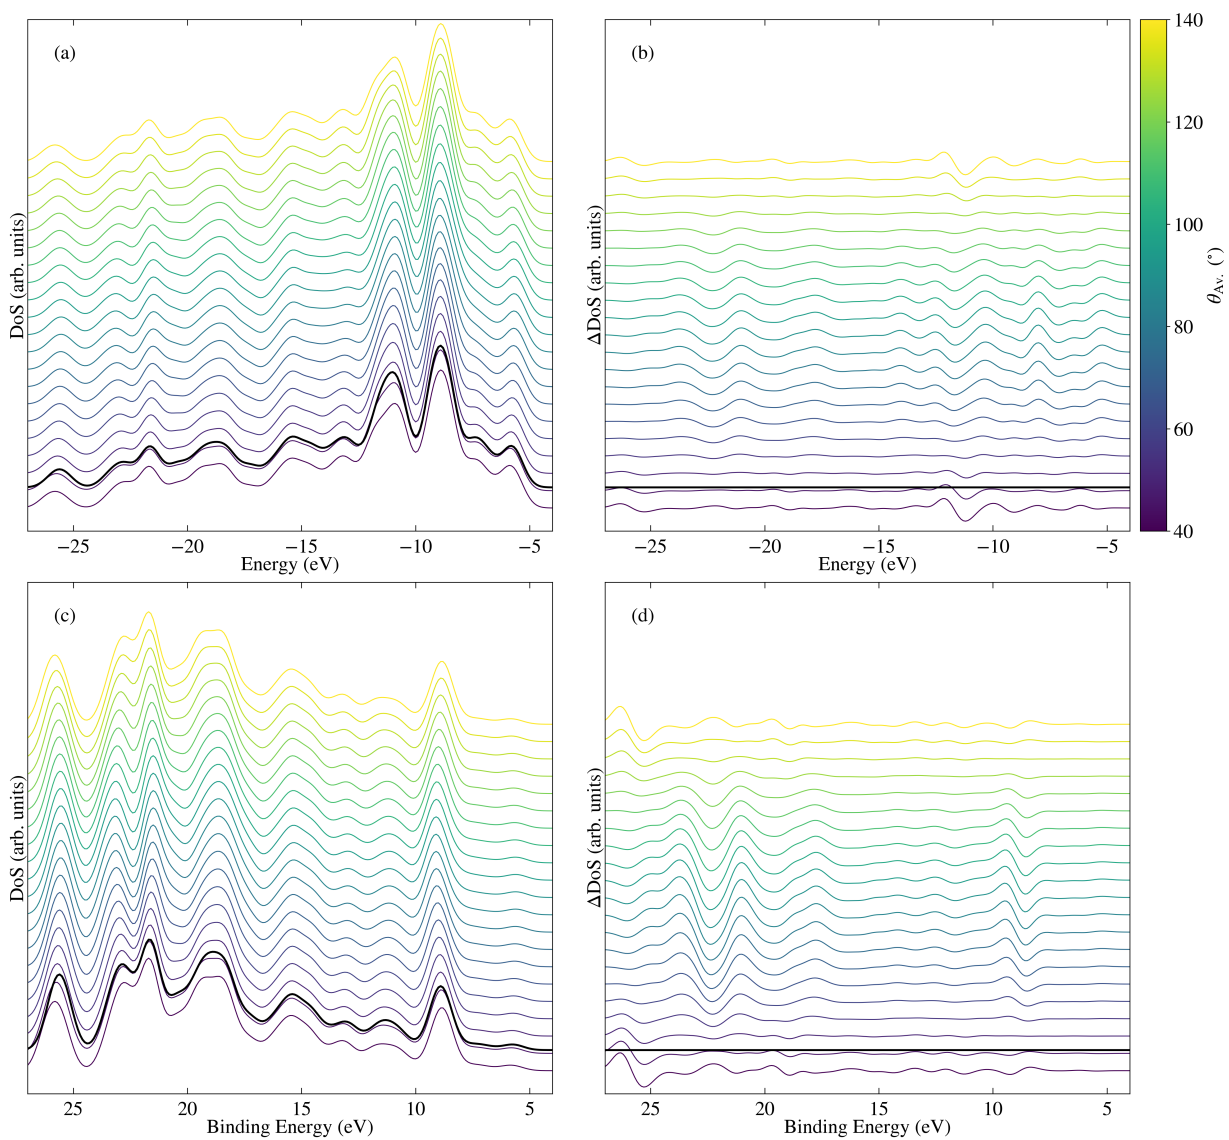 (a)
DoS (arb. units)
−25 −20 −15 −10 −5
Energy (eV)
(b)
ΔDoS (arb. units)
−25 −20 −15 −10 −5
Energy (eV)
140
120
100
80
60
40
θAv. (°)
(c)
DoS (arb. units)
25 20 15 10 5
Binding Energy (eV)
(d)
ΔDoS (arb. units)
25 20 15 10 5
Binding Energy (eV)